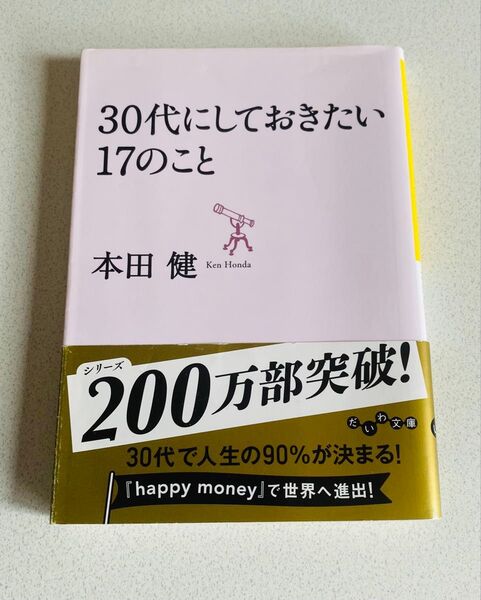 30代にしておきたい
17のこと
本田 健
Ken Honda
シリーズ
200万部突破!
だいわ文庫
30代で人生の90%が決まる!
『happy money』で世界へ進出!